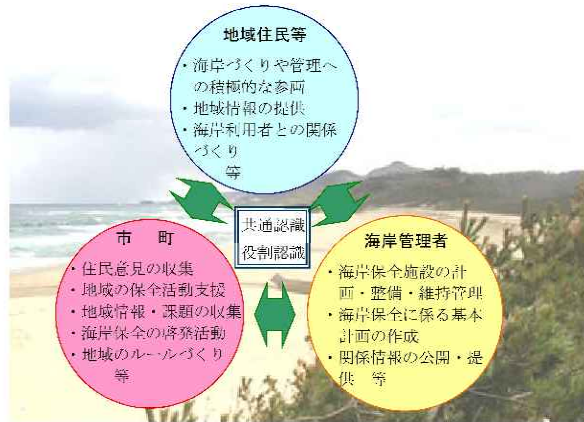 地域住民等
・海岸づくりや管理へ
の積極的な参画
・地域情報の提供
・海岸利用者との関係
づくり
等
共通認識
役割認識
市　町
・住民意見の収集
・地域の保全活動支援
・地域情報・課題の収集
・海岸保全の啓発活動
・地域のルールづくり
等
海岸管理者
・海岸保全施設の計
画・整備・維持管理
・海岸保全に係る基本
計画の作成
・関係情報の公開・提
供　等